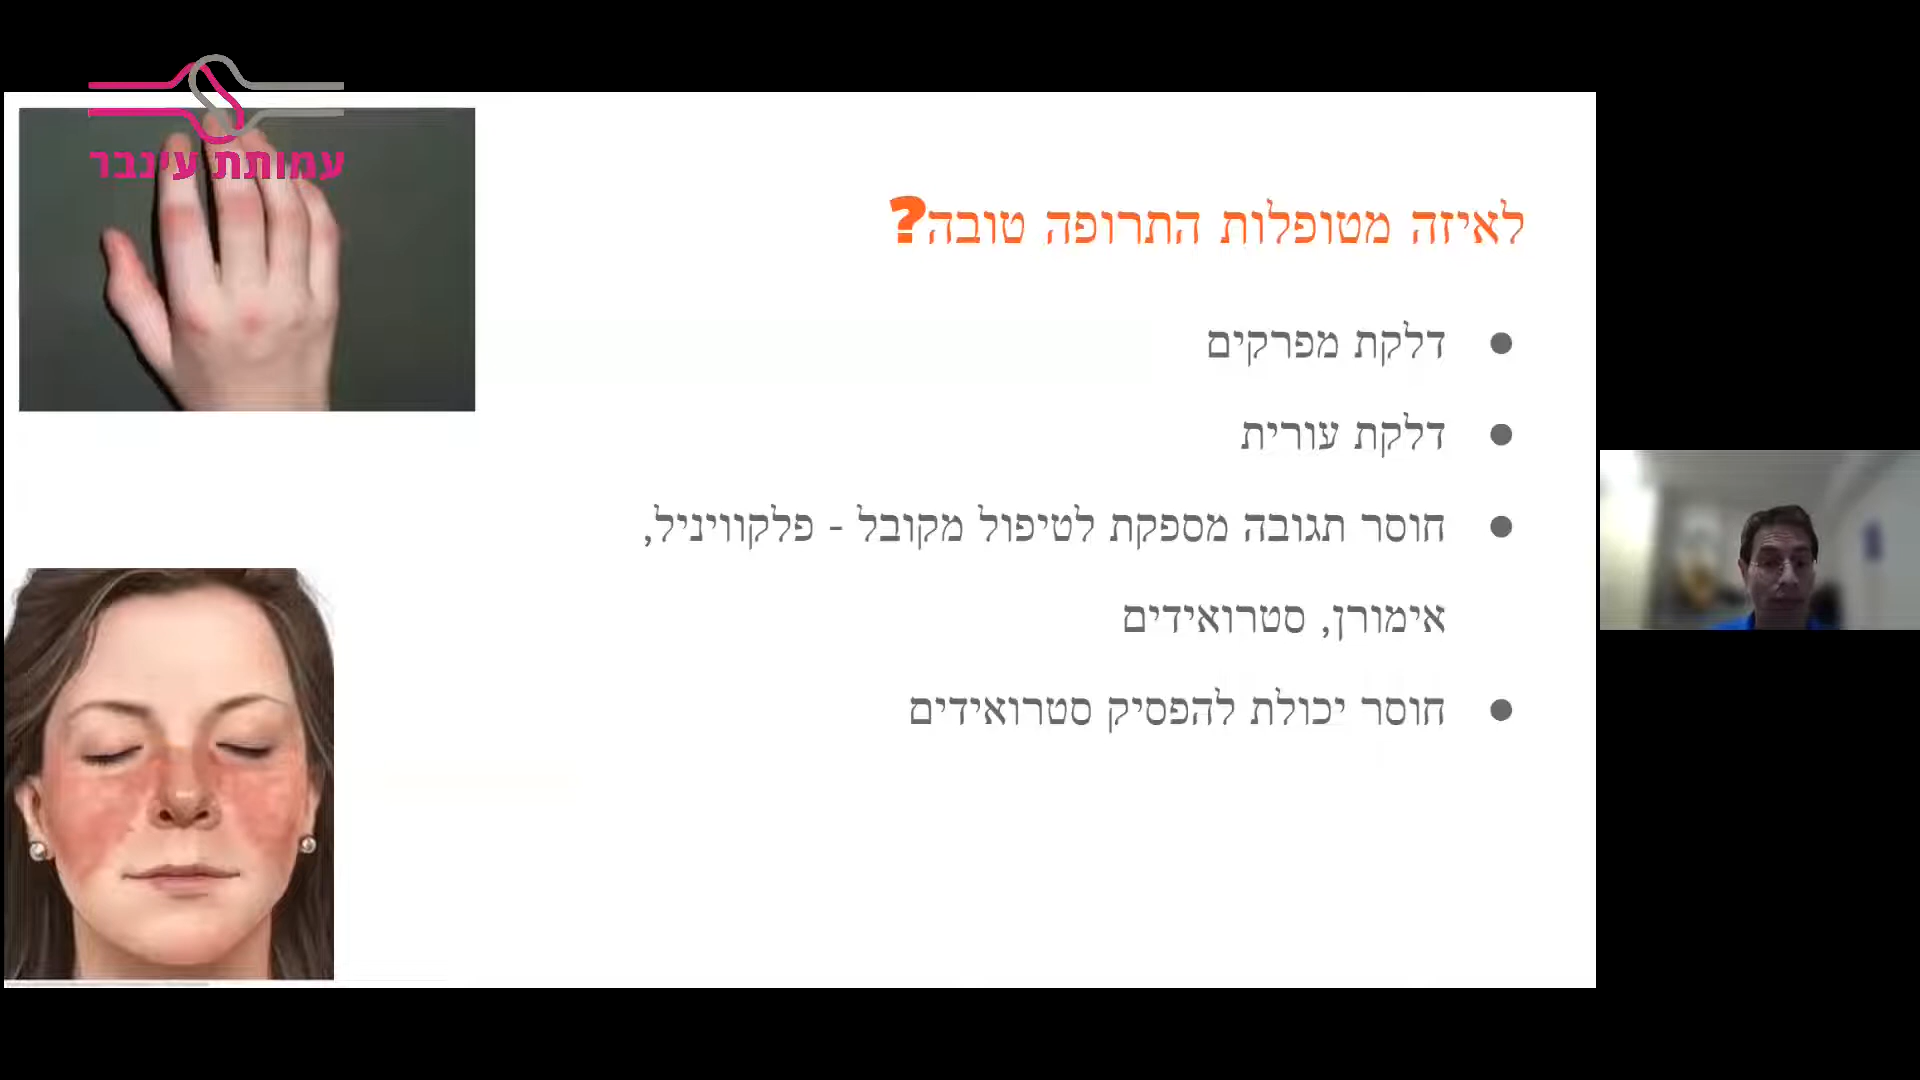 עמותת עינבר
לאיזה מטופלות התרופה טובה?
● דלקת מפרקים
● דלקת עורית
● חוסר תגובה מספקת לטיפול מקובל - פלקוויניל,
אימורן, סטרואידים
● חוסר יכולת להפסיק סטרואידים